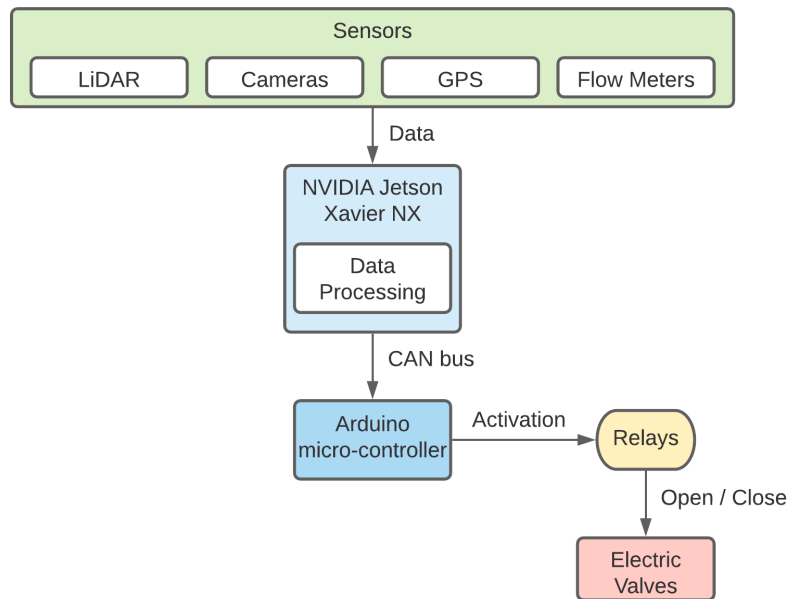 Sensors
LiDAR
Cameras
GPS
Flow Meters
Data
NVIDIA Jetson
Xavier NX
Data
Processing
CAN bus
Arduino
micro-controller
Activation
Relays
Open / Close
Electric
Valves